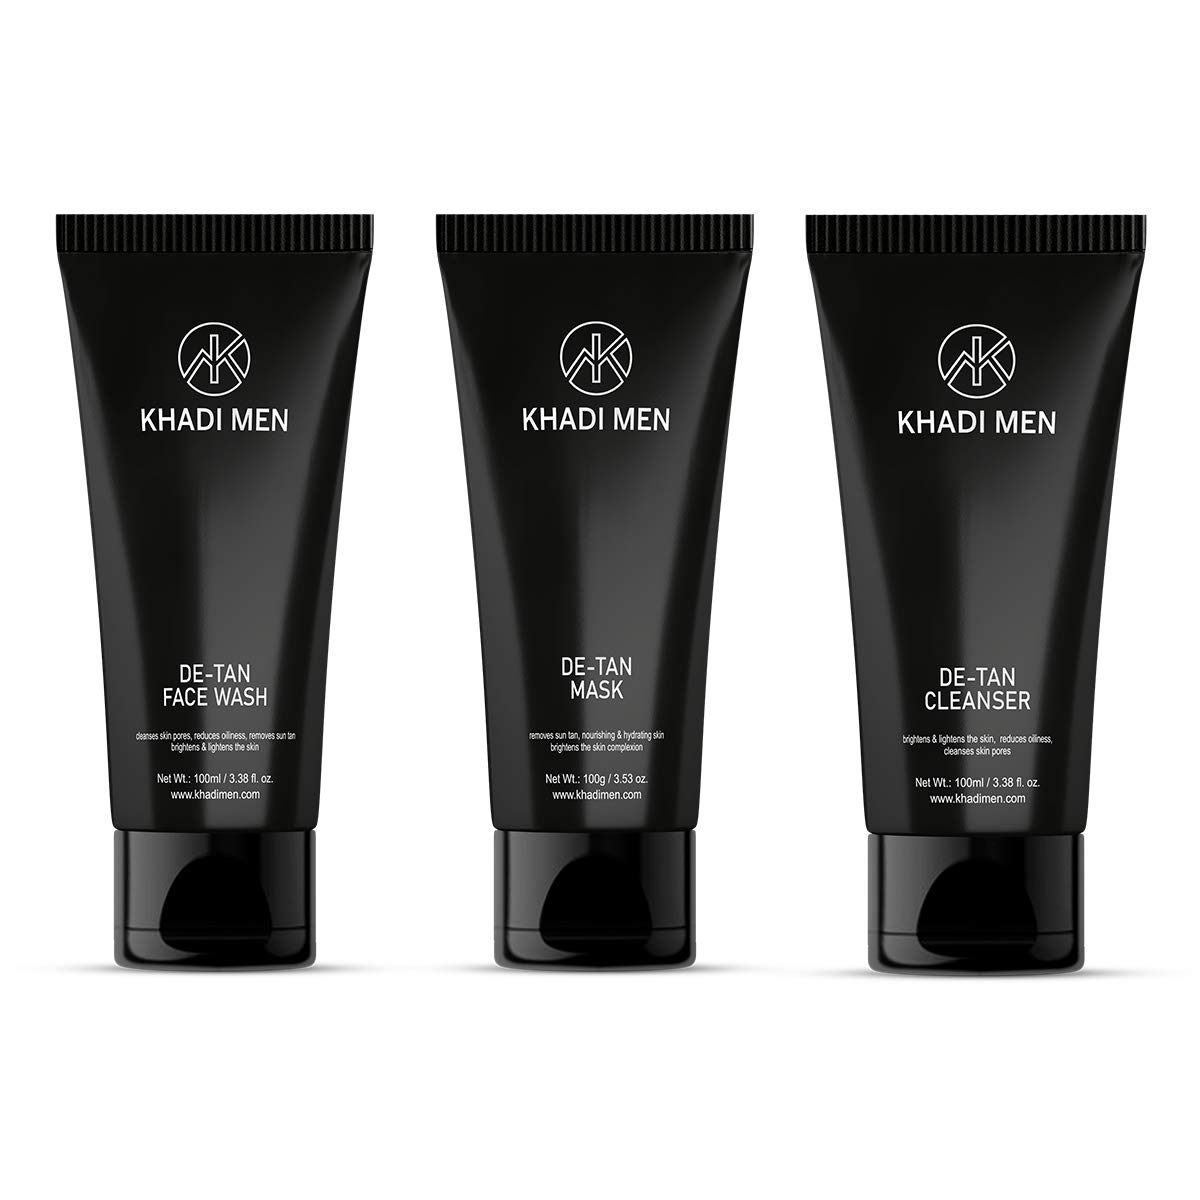 KHADI MEN
DE-TAN
FACE WASH
cleanses skin pores, reduces oiliness, removes sun tan
brightens & lightens the skin
Net Wt.: 100ml / 3.38 fl. oz.
www.khadimen.com
KHADI MEN
DE-TAN
MASK
removes sun tan, nourishing & hydrating skin
brightens the skin complexion
Net Wt.: 100g / 3.53 oz.
www.khadimen.com
KHADI MEN
DE-TAN
CLEANSER
brightens & lightens the skin, reduces oiliness,
cleanses skin pores
Net Wt.: 100ml / 3.38 fl. oz.
www.khadimen.com